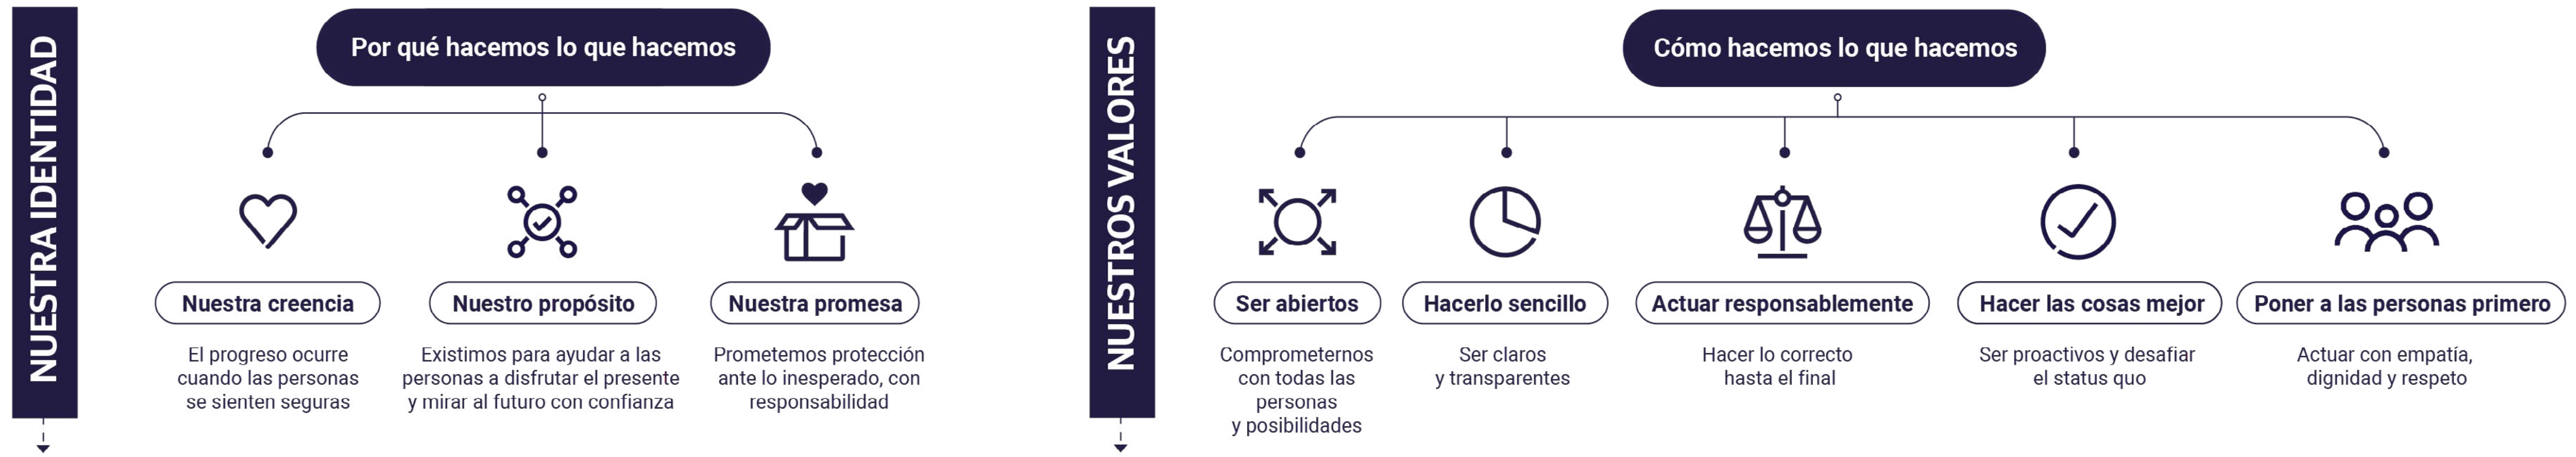 NUESTRA IDENTIDAD
Por qué hacemos lo que hacemos
Nuestra creencia
El progreso ocurre
cuando las personas
se sienten seguras
Nuestro propósito
Existimos para ayudar a las
personas a disfrutar el presente
y mirar al futuro con confianza
Nuestra promesa
Prometemos protección
ante lo inesperado, con
responsabilidad
NUESTROS VALORES
Cómo hacemos lo que hacemos
Ser abiertos
Comprometernos
con todas las
personas
y posibilidades
Hacerlo sencillo
Ser claros
y transparentes
Actuar responsablemente
Hacer lo correcto
hasta el final
Hacer las cosas mejor
Ser proactivos y desafiar
el status quo
Poner a las personas primero
Actuar con empatía,
dignidad y respeto